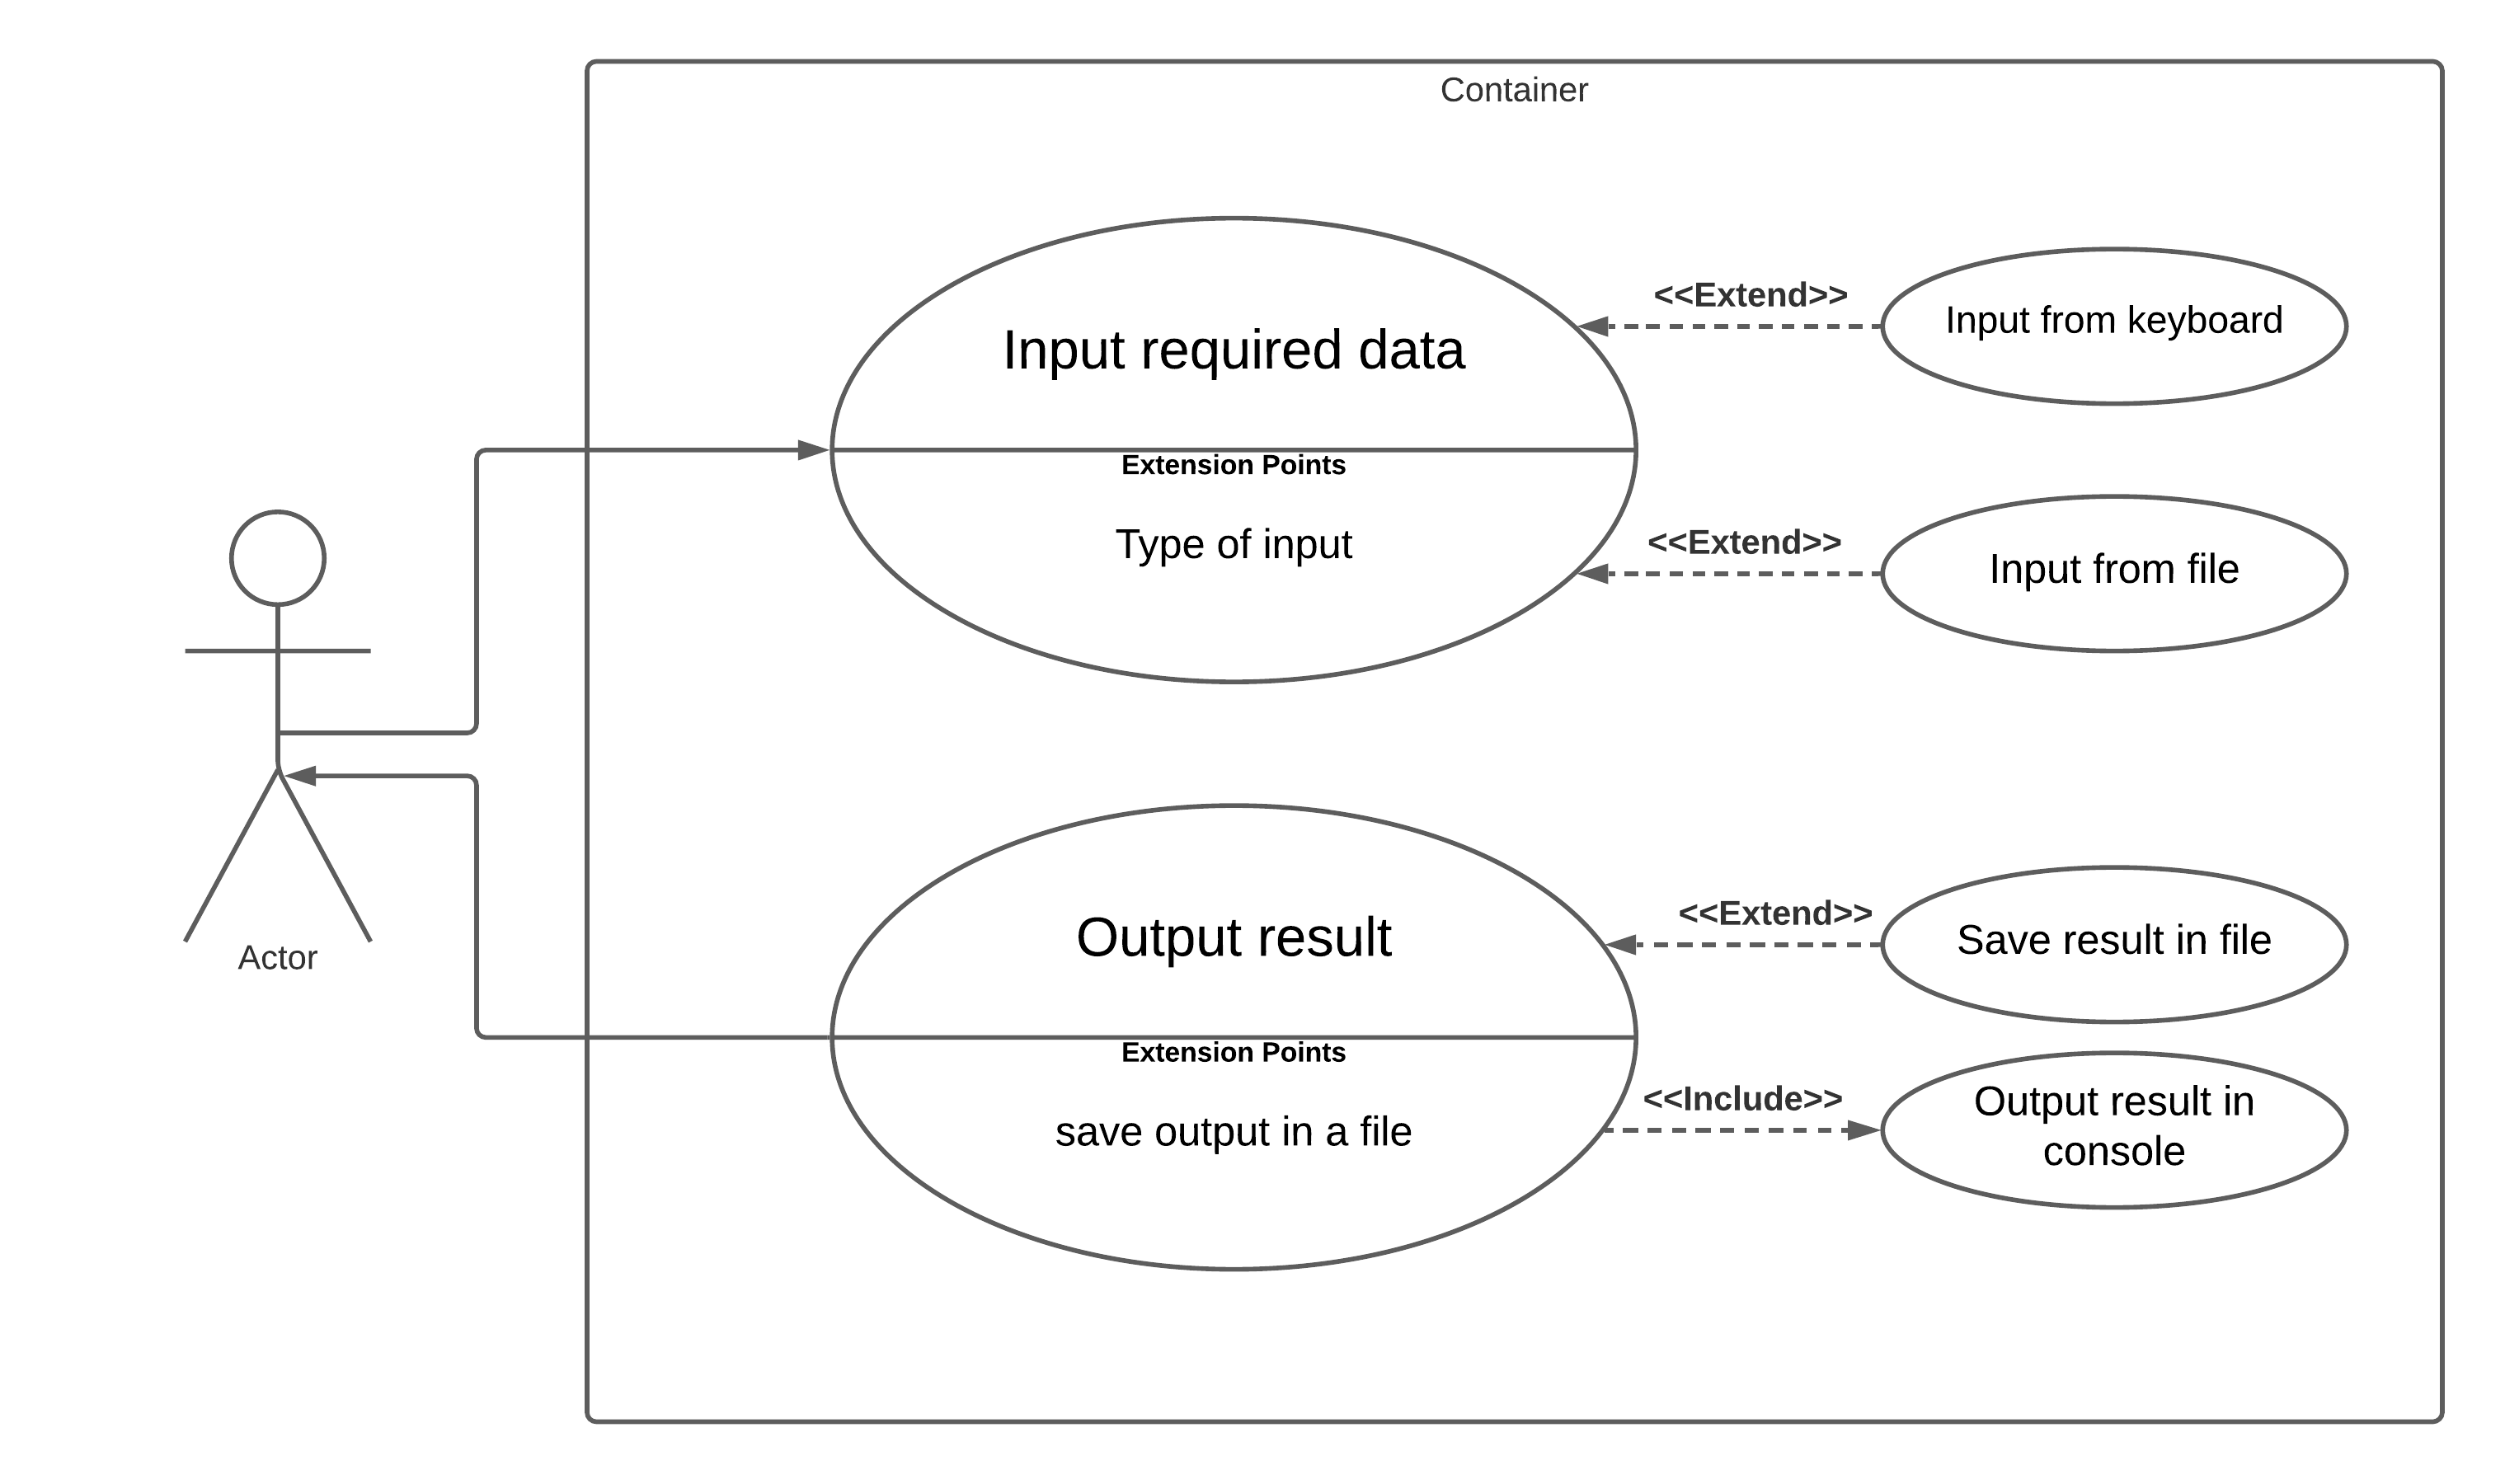 Container
Input required data
Extension Points
Type of input
<<Extend>>
Input from keyboard
<<Extend>>
Input from file
Actor
Output result
Extension Points
save output in a file
<<Extend>>
Save result in file
<<Include>>
Output result in
console